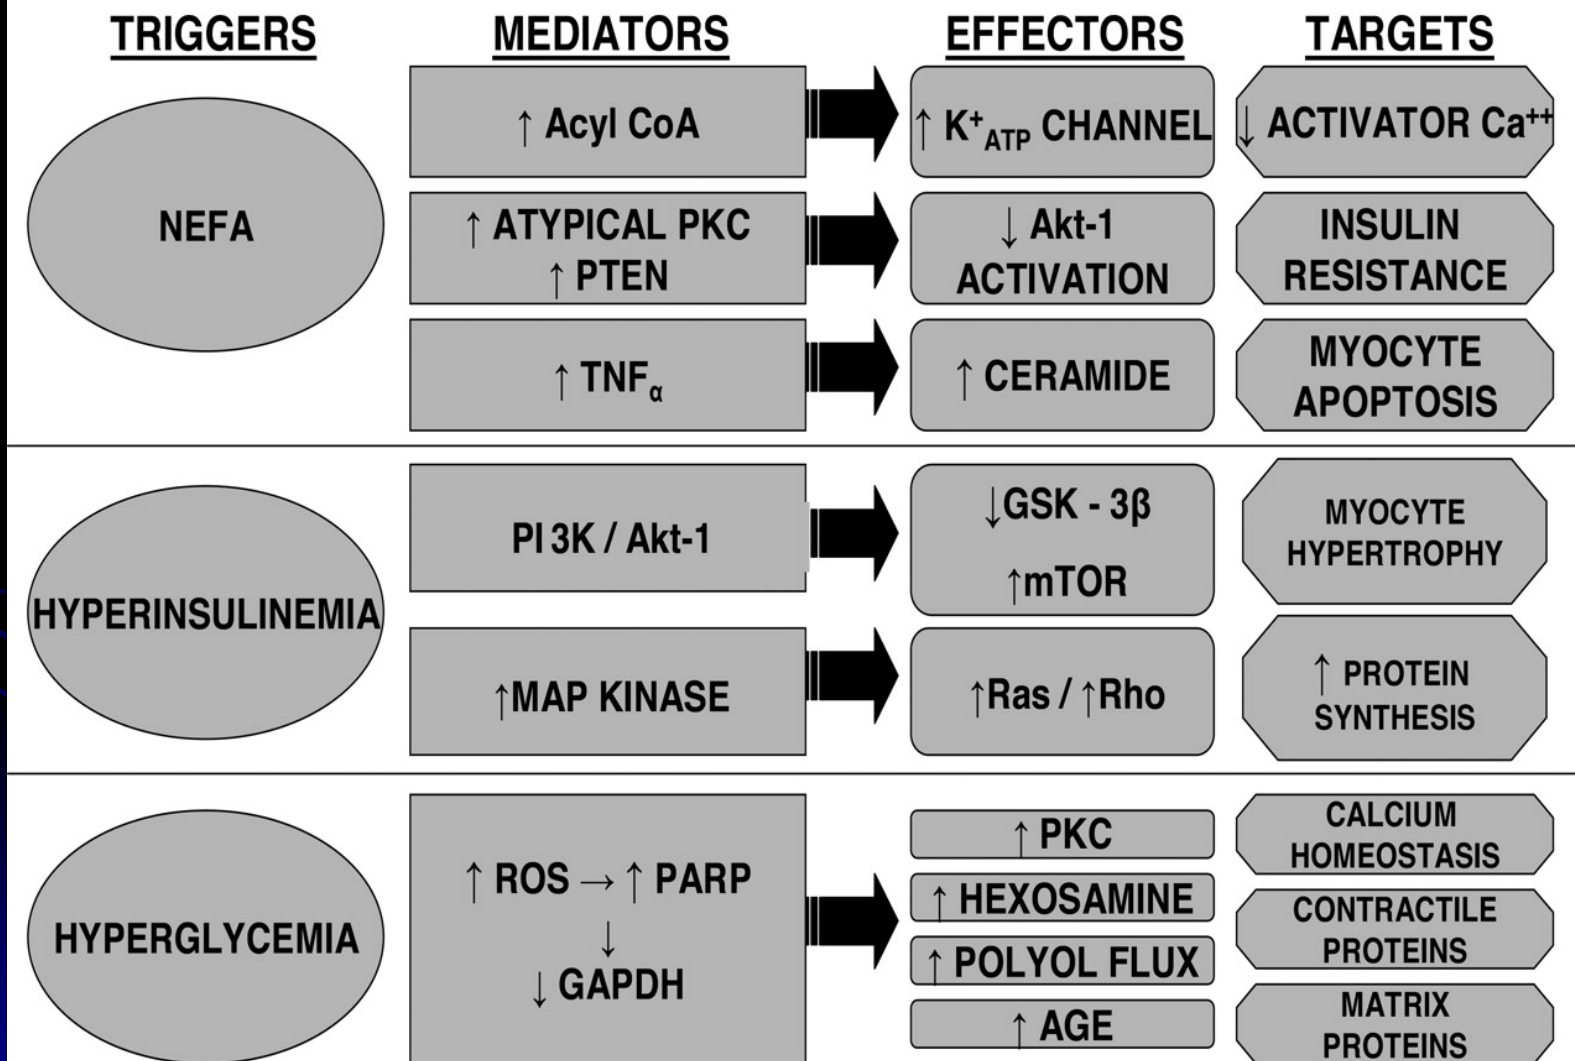 TRIGGERS MEDIATORS EFFECTORS TARGETS
NEFA
↑ Acyl CoA
↑ K⁺ATP CHANNEL
↓ ACTIVATOR Ca⁺⁺
↑ ATYPICAL PKC
↑ PTEN
↓ Akt-1
ACTIVATION
INSULIN
RESISTANCE
↑ TNFα
↑ CERAMIDE
MYOCYTE
APOPTOSIS
HYPERINSULINEMIA
PI 3K / Akt-1
↓GSK - 3β
↑mTOR
MYOCYTE
HYPERTROPHY
↑MAP KINASE
↑Ras / ↑Rho
↑ PROTEIN
SYNTHESIS
HYPERGLYCEMIA
↑ ROS → ↑ PARP
↓
↓ GAPDH
↑ PKC
↑ HEXOSAMINE
↑ POLYOL FLUX
↑ AGE
CALCIUM
HOMEOSTASIS
CONTRACTILE
PROTEINS
MATRIX
PROTEINS